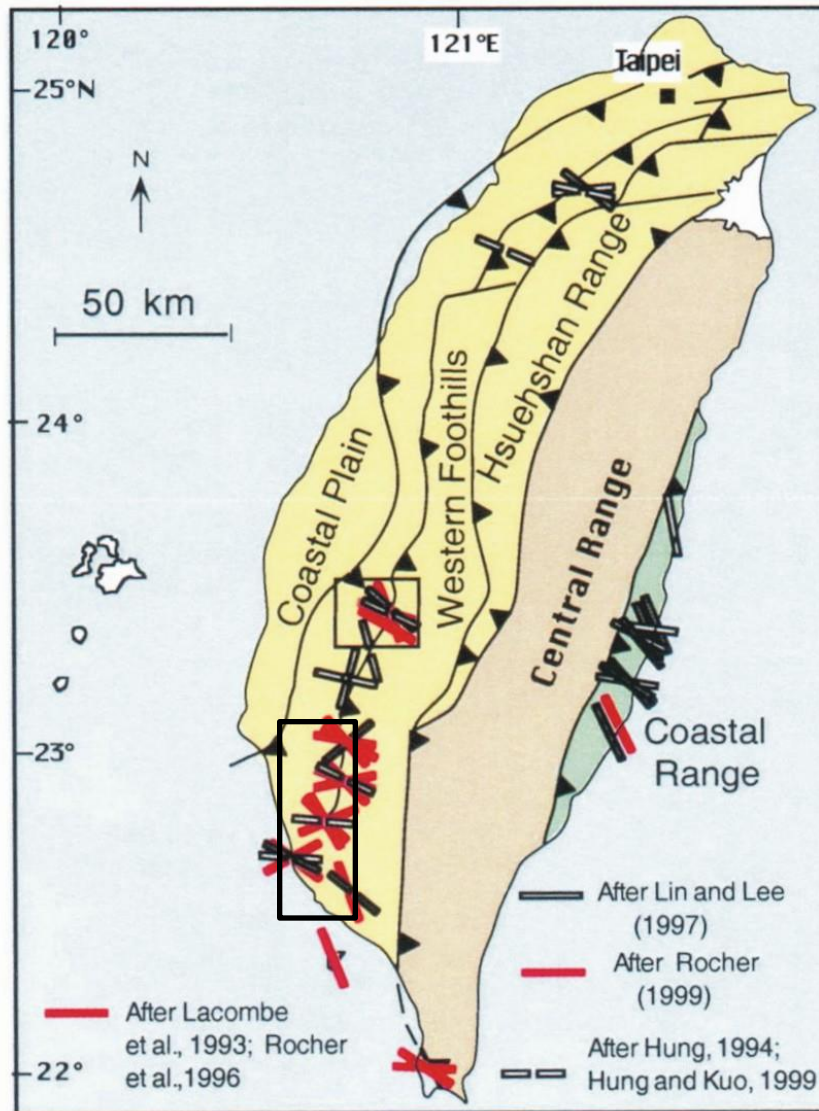 120°
121°E
Taipei
25°N
N
50 km
Hsuehshan Range
Western Foothills
24°
Coastal Plain
Central Range
23°
Coastal
Range
After Lin and Lee
(1997)
After Rocher
(1999)
After Lacombe
et al., 1993; Rocher
et al.,1996
After Hung, 1994;
Hung and Kuo, 1999
22°